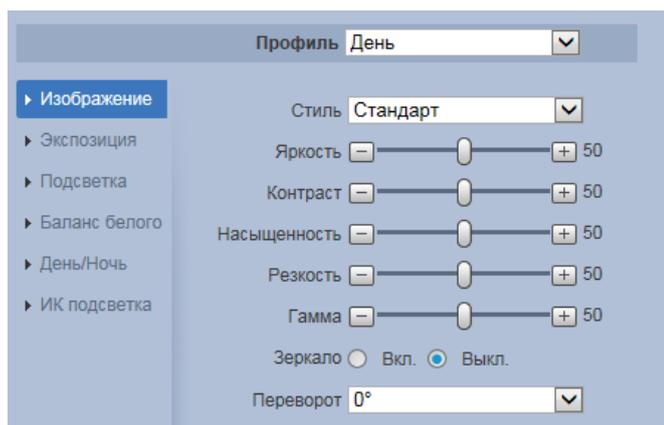 Профиль День
Изображение
Экспозиция
Подсветка
Баланс белого
День/Ночь
ИК подсветка
Стиль Стандарт
Яркость 50
Контраст 50
Насыщенность 50
Резкость 50
Гамма 50
Зеркало Вкл. Выкл.
Переворот 0°